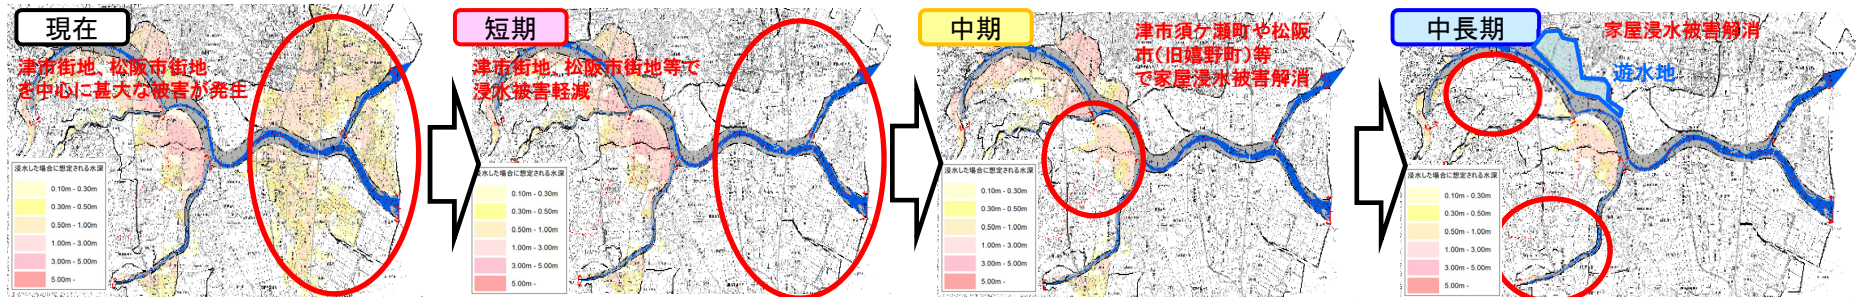 現在
津市街地、松阪市街地
を中心に甚大な被害が発生
浸水した場合に想定される水深
0.10m - 0.30m
0.30m - 0.50m
0.50m - 1.00m
1.00m - 3.00m
3.00m - 5.00m
5.00m -
短期
津市街地、松阪市街地等で
浸水被害軽減
浸水した場合に想定される水深
0.10m - 0.30m
0.30m - 0.50m
0.50m - 1.00m
1.00m - 3.00m
3.00m - 5.00m
5.00m -
中期
津市須ケ瀬町や松阪
市(旧嬉野町)等
で家屋浸水被害解消
浸水した場合に想定される水深
0.10m - 0.30m
0.30m - 0.50m
0.50m - 1.00m
1.00m - 3.00m
3.00m - 5.00m
5.00m -
中長期
家屋浸水被害解消
遊水地
浸水した場合に想定される水深
0.10m - 0.30m
0.30m - 0.50m
0.50m - 1.00m
1.00m - 3.00m
3.00m - 5.00m
5.00m -